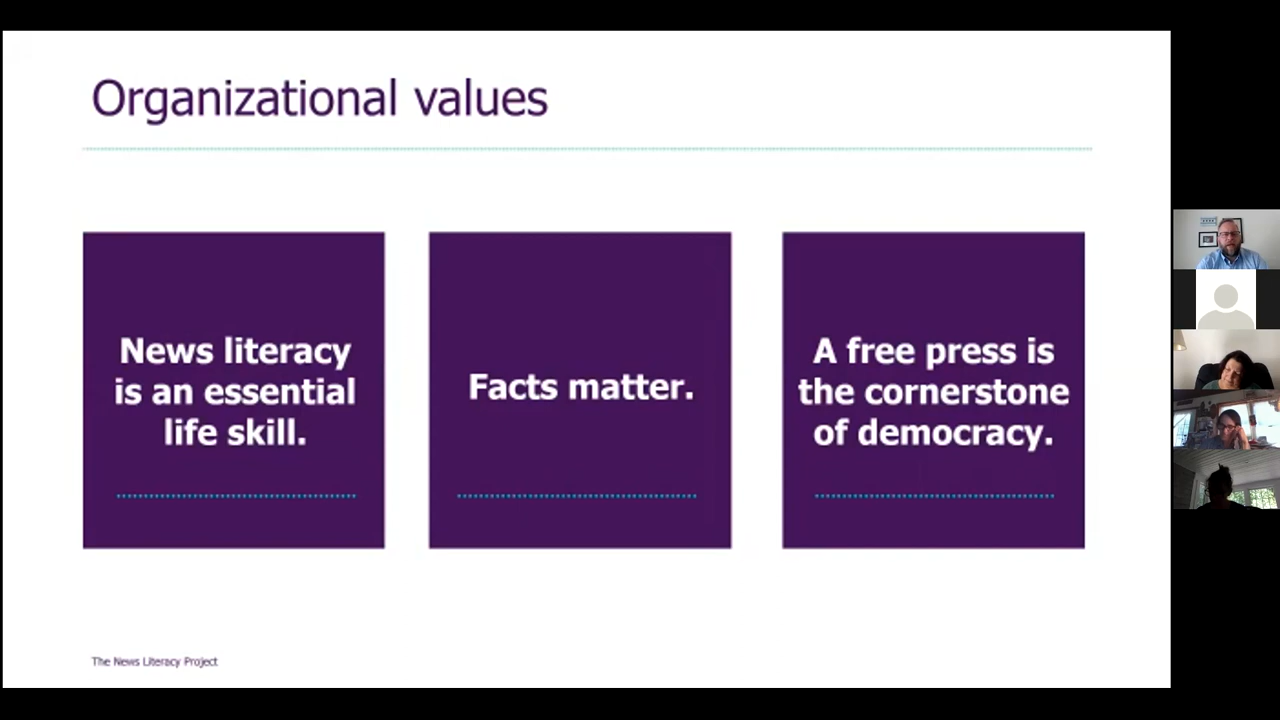 Organizational values
News literacy
is an essential
life skill.
Facts matter.
A free press is
the cornerstone
of democracy.
The News Literacy Project